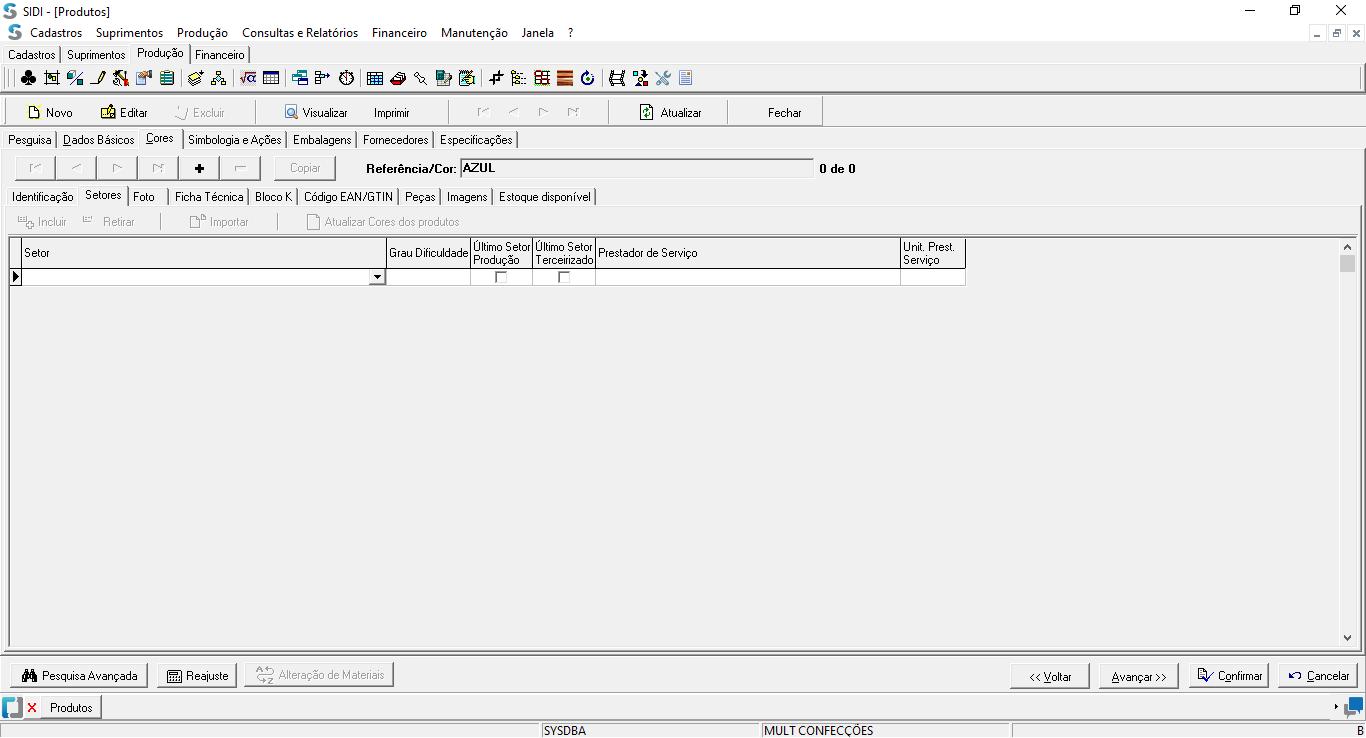 SIDI - [Produtos]
Cadastros Suprimentos Produção Consultas e Relatórios Financeiro Manutenção Janela ?
Cadastros Suprimentos Produção Financeiro
Novo Editar Excluir Visualizar Imprimir Atualizar Fechar
Pesquisa Dados Básicos Cores Simbologia e Ações Embalagens Fornecedores Especificações
Copiar Referência/Cor: AZUL 0 de 0
Identificação Setores Foto Ficha Técnica Bloco K Código EAN/GTIN Peças Imagens Estoque disponível
Incluir Retirar Importar Atualizar Cores dos produtos
Setor Grau Dificuldade Último Setor Produção Último Setor Terceirizado Prestador de Serviço Unit. Prest. Serviço
Pesquisa Avançada Reajuste Alteração de Materiais << Voltar Avançar >> Confirmar Cancelar
Produtos
SYSDBA MULT CONFECÇÕES B